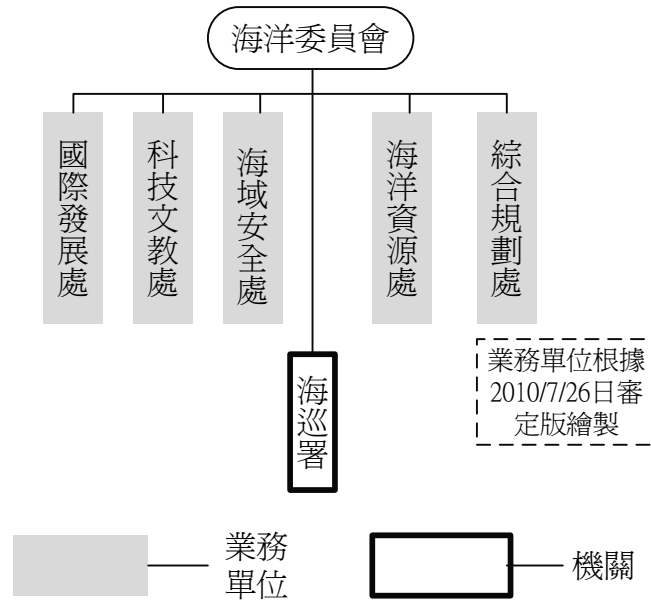 海洋委員會
國際發展處
科技文教處
海域安全處
海洋資源處
綜合規劃處
業務單位根據
2010/7/26日審
定版繪製
海巡署
業務
單位
機關